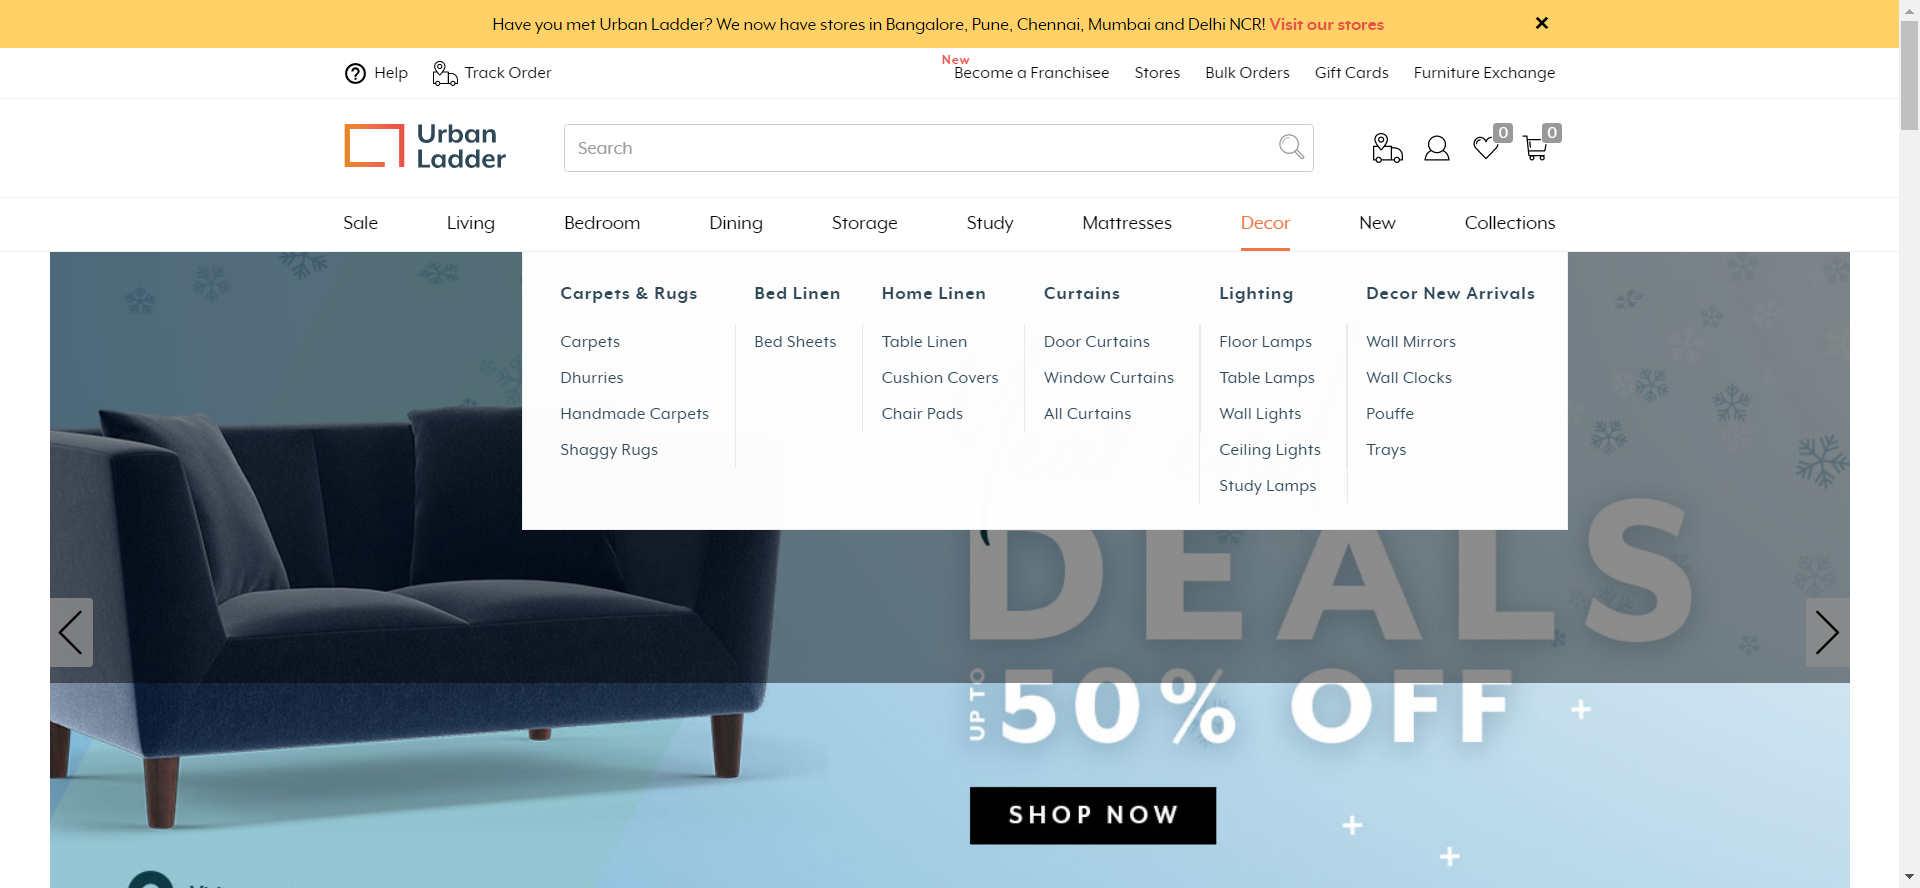 Have you met Urban Ladder? We now have stores in Bangalore, Pune, Chennai, Mumbai and Delhi NCR! Visit our stores
Help
Track Order
New
Become a Franchisee
Stores
Bulk Orders
Gift Cards
Furniture Exchange
Urban
Ladder
Search
0
0
Sale
Living
Bedroom
Dining
Storage
Study
Mattresses
Decor
New
Collections
Carpets & Rugs
Carpets
Dhurries
Handmade Carpets
Shaggy Rugs
Bed Linen
Bed Sheets
Home Linen
Table Linen
Cushion Covers
Chair Pads
Curtains
Door Curtains
Window Curtains
All Curtains
Lighting
Floor Lamps
Table Lamps
Wall Lights
Ceiling Lights
Study Lamps
Decor New Arrivals
Wall Mirrors
Wall Clocks
Pouffe
Trays
DEALS
UP TO
50% OFF
SHOP NOW